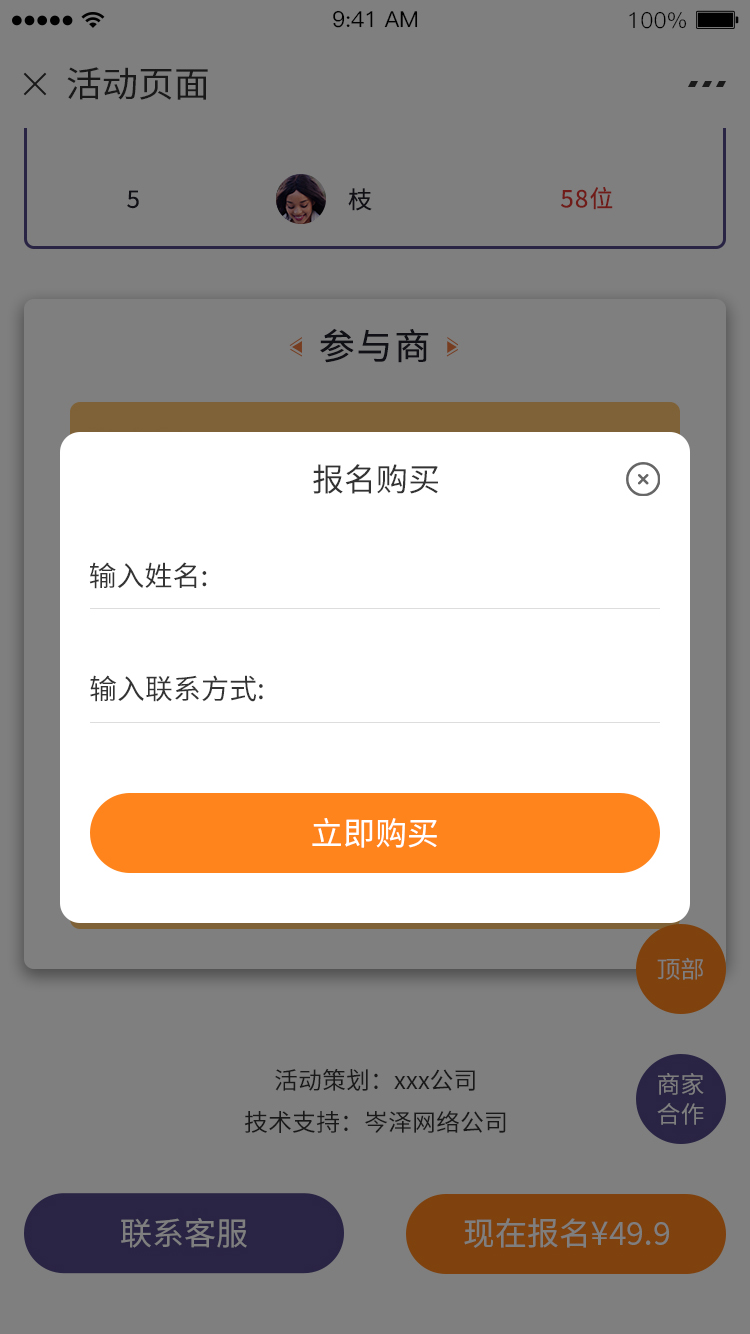 9:41 AM
100%
活动页面
5 枝 58位
参与商
报名购买
输入姓名:
输入联系方式:
立即购买
顶部
活动策划：xxx公司
技术支持：岑泽网络公司
商家
合作
联系客服
现在报名¥49.9